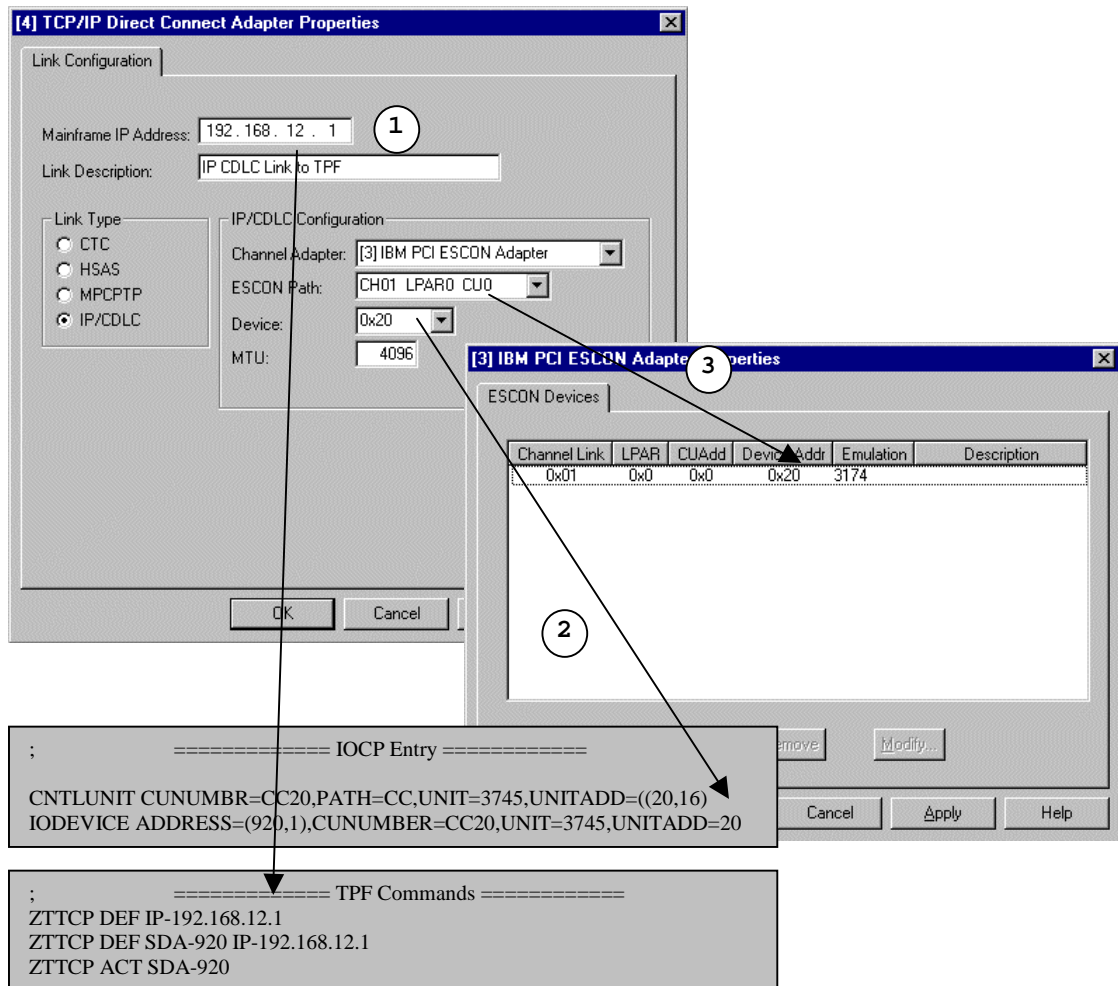 [4] TCP/IP Direct Connect Adapter Properties
Link Configuration
Mainframe IP Address: 192 . 168 . 12 . 1
1
Link Description: IP CDLC Link to TPF
Link Type
CTC
HSAS
MPCPTP
IP/CDLC
IP/CDLC Configuration
Channel Adapter: [3] IBM PCI ESCON Adapter
ESCON Path: CH01 LPAR0 CU0
Device: 0x20
MTU: 4096
OK Cancel
[3] IBM PCI ESCON Adapter Properties
3
ESCON Devices
Channel Link LPAR CUAdd Device Addr Emulation Description
0x01 0x0 0x0 0x20 3174
2
Modify...
Cancel Apply Help
; ============= IOCP Entry ============
CNTLUNIT CUNUMBR=CC20,PATH=CC,UNIT=3745,UNITADD=((20,16)
IODEVICE ADDRESS=(920,1),CUNUMBER=CC20,UNIT=3745,UNITADD=20
; ============= TPF Commands ============
ZTTCP DEF IP-192.168.12.1
ZTTCP DEF SDA-920 IP-192.168.12.1
ZTTCP ACT SDA-920